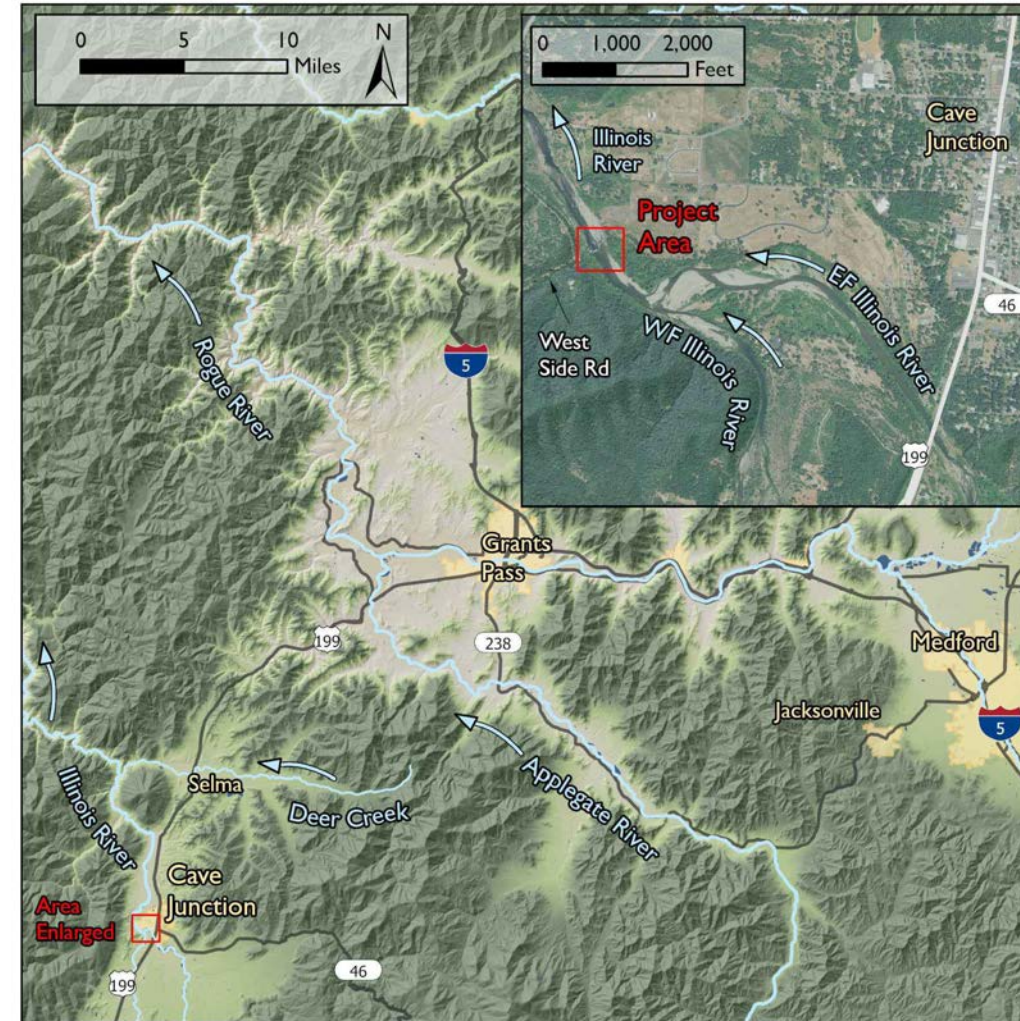 0 5 10
Miles
N
0 1,000 2,000
Feet
Cave
Junction
Illinois
River
Project
Area
EF Illinois River
46
West
Side Rd
WF Illinois River
199
5
Rogue River
Grants
Pass
199
238
Medford
Jacksonville
5
Selma
Deer Creek
Applegate River
Illinois River
Cave
Junction
Area
Enlarged
46
199